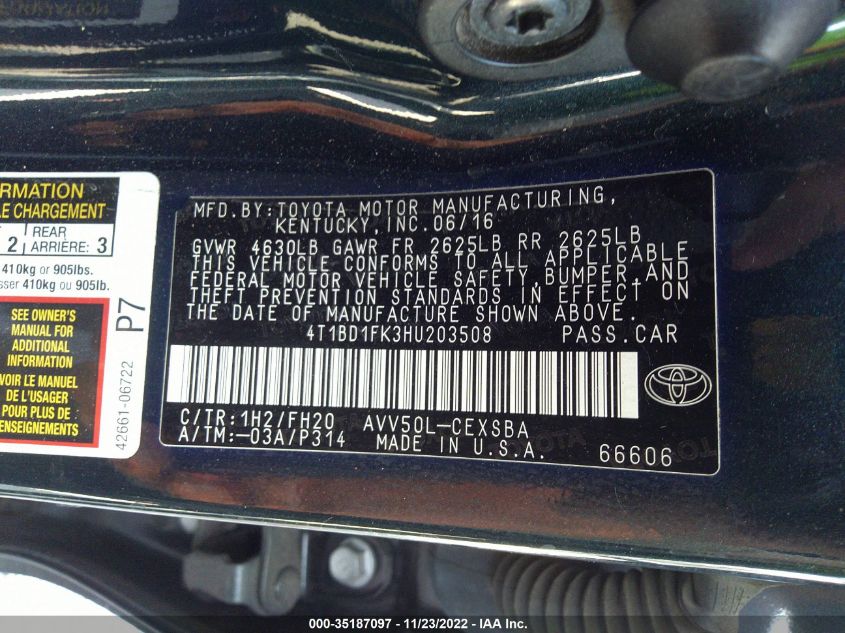 RMATION
LE CHARGEMENT
2 REAR ARRIÈRE: 3
410kg or 905lbs.
sser 410kg ou 905lb.
SEE OWNER'S
MANUAL FOR
ADDITIONAL
INFORMATION
VOIR LE MANUEL
DE L'USAGER
POUR PLUS DE
RENSEIGNEMENTS
P7
42661-06722
MFD.BY:TOYOTA MOTOR MANUFACTURING,
KENTUCKY, INC.06/16
GVWR 4630LB GAWR FR 2625LB RR 2625LB
THIS VEHICLE CONFORMS TO ALL APPLICABLE
FEDERAL MOTOR VEHICLE SAFETY,BUMPER,AND
THEFT PREVENTION STANDARDS IN EFFECT ON
THE DATE OF MANUFACTURE SHOWN ABOVE.
4T1BD1FK3HU203508 PASS.CAR
C/TR:1H2/FH20 AVV50L-CEXSBA
A/TM:-03A/P314 MADE IN U.S.A. 66606
000-35187097 - 11/23/2022 - IAA Inc.